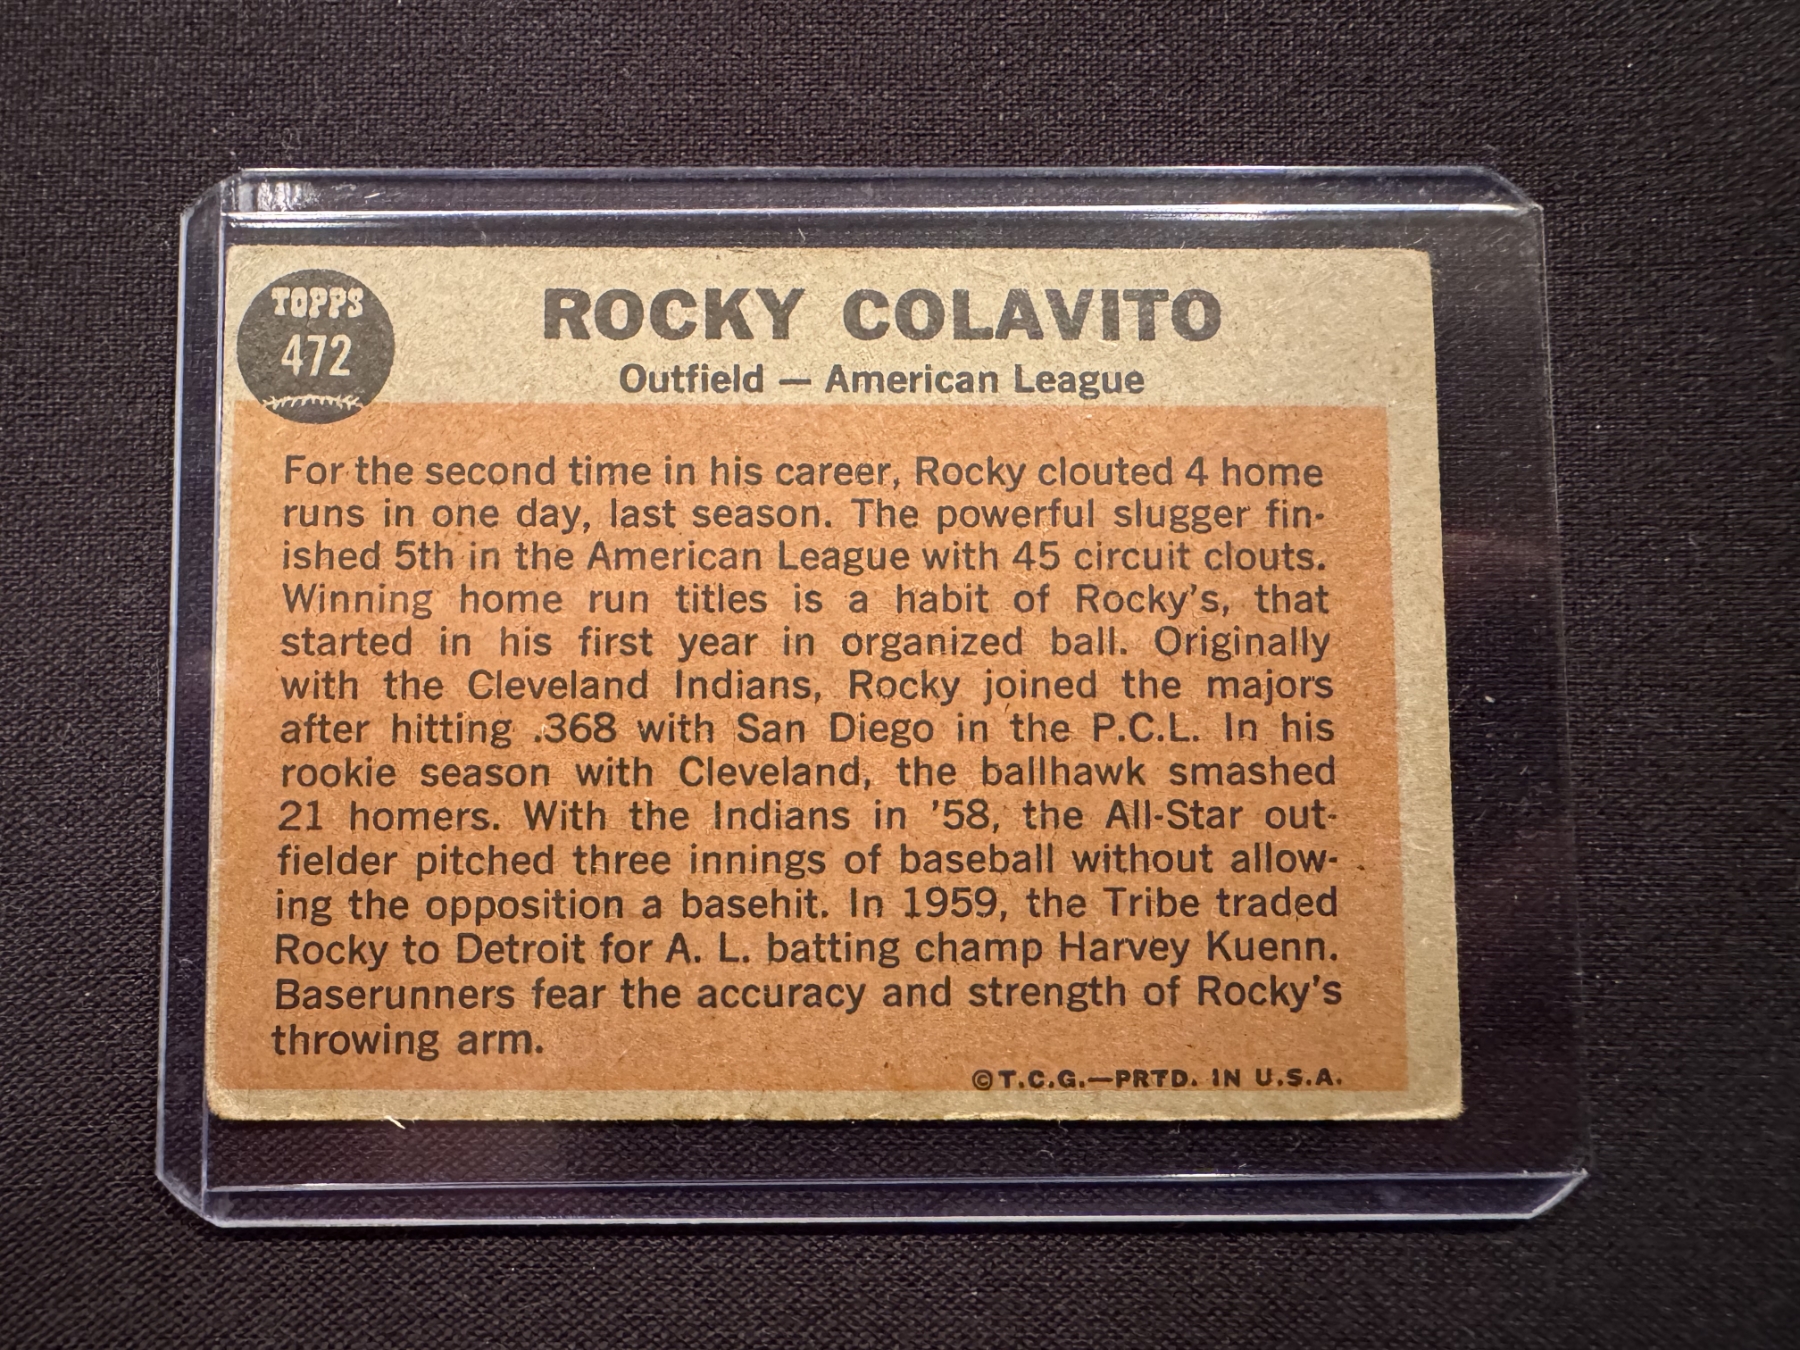 TOPPS
472
ROCKY COLAVITO
Outfield — American League
For the second time in his career, Rocky clouted 4 home
runs in one day, last season. The powerful slugger fin-
ished 5th in the American League with 45 circuit clouts.
Winning home run titles is a habit of Rocky's, that
started in his first year in organized ball. Originally
with the Cleveland Indians, Rocky joined the majors
after hitting .368 with San Diego in the P.C.L. In his
rookie season with Cleveland, the ballhawk smashed
21 homers. With the Indians in '58, the All-Star out-
fielder pitched three innings of baseball without allow-
ing the opposition a basehit. In 1959, the Tribe traded
Rocky to Detroit for A. L. batting champ Harvey Kuenn.
Baserunners fear the accuracy and strength of Rocky's
throwing arm.
©T.C.G.—PRTD. IN U.S.A.